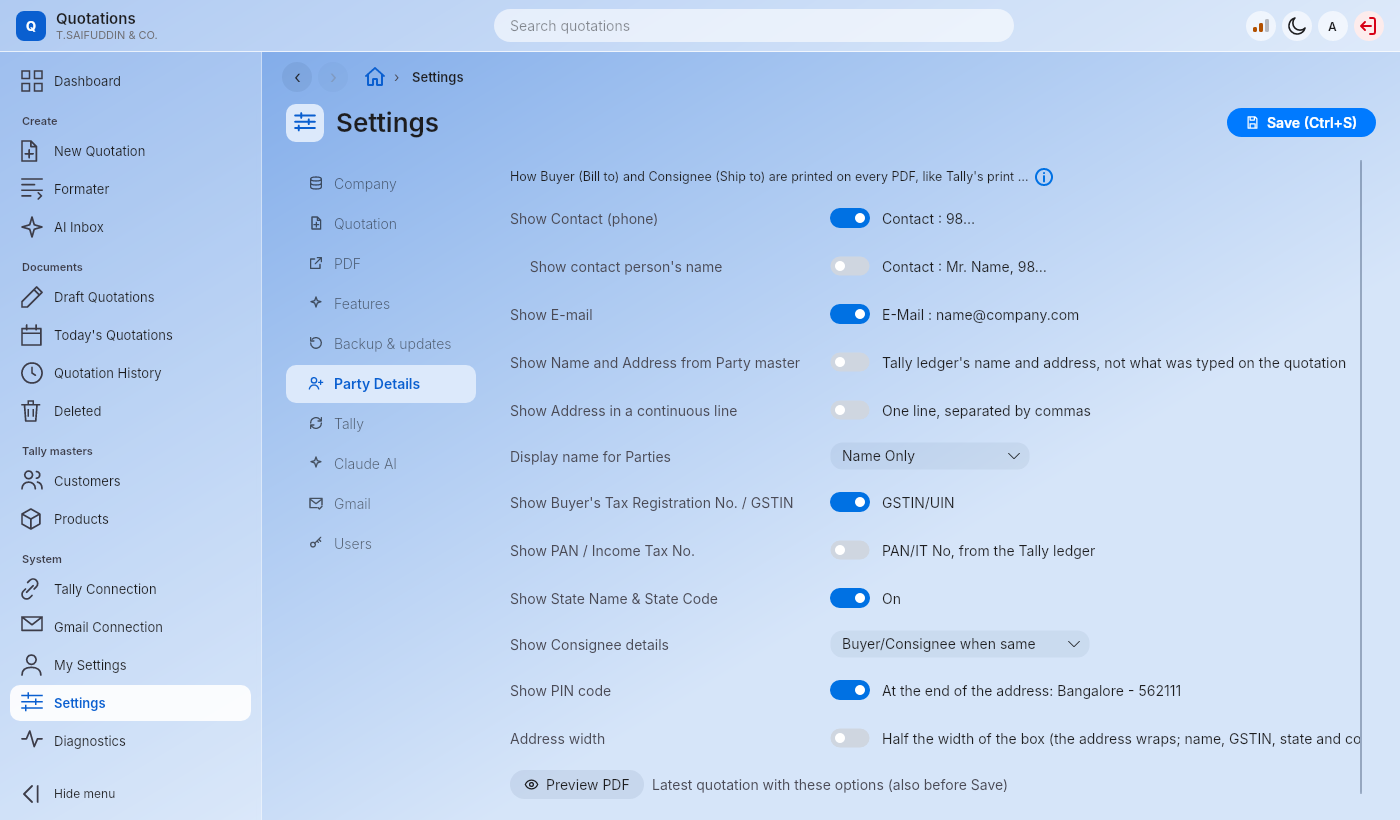 Q
Quotations
T.SAIFUDDIN & CO.
Search quotations
A
Dashboard
Create
New Quotation
Formater
AI Inbox
Documents
Draft Quotations
Today's Quotations
Quotation History
Deleted
Tally masters
Customers
Products
System
Tally Connection
Gmail Connection
My Settings
Settings
Diagnostics
Hide menu
‹ › › Settings
Settings
Save (Ctrl+S)
Company
Quotation
PDF
Features
Backup & updates
Party Details
Tally
Claude AI
Gmail
Users
How Buyer (Bill to) and Consignee (Ship to) are printed on every PDF, like Tally's print ...
Show Contact (phone) Contact : 98...
Show contact person's name Contact : Mr. Name, 98...
Show E-mail E-Mail : name@company.com
Show Name and Address from Party master Tally ledger's name and address, not what was typed on the quotation
Show Address in a continuous line One line, separated by commas
Display name for Parties Name Only
Show Buyer's Tax Registration No. / GSTIN GSTIN/UIN
Show PAN / Income Tax No. PAN/IT No, from the Tally ledger
Show State Name & State Code On
Show Consignee details Buyer/Consignee when same
Show PIN code At the end of the address: Bangalore - 562111
Address width Half the width of the box (the address wraps; name, GSTIN, state and co
Preview PDF Latest quotation with these options (also before Save)